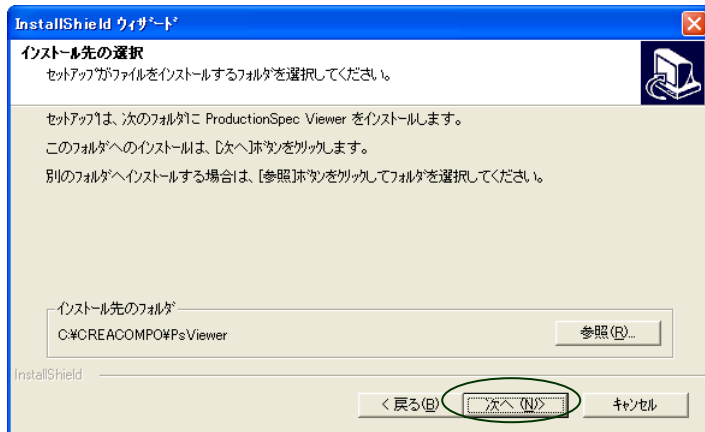 InstallShield ウィザード
インストール先の選択
セットアップがファイルをインストールするフォルダを選択してください。
セットアップは、次のフォルダに ProductionSpec Viewer をインストールします。
このフォルダへのインストールは、[次へ]ボタンをクリックします。
別のフォルダへインストールする場合は、[参照]ボタンをクリックしてフォルダを選択してください。
インストール先のフォルダ
C:¥CREACOMPO¥PsViewer
参照(R)...
InstallShield
< 戻る(B)
次へ (N)>
キャンセル